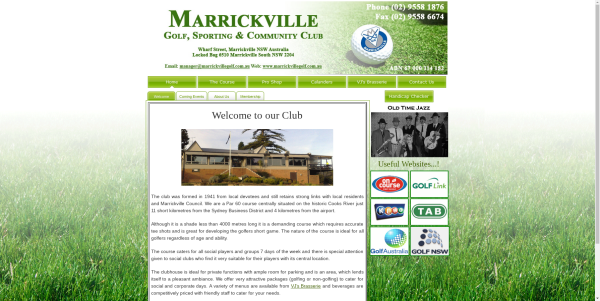 MARRICKVILLE
GOLF, SPORTING & COMMUNITY CLUB
Wharf Street, Marrickville NSW Australia
Locked Bag #510 Marrickville South NSW 2204
Email: manager@marrickvillegolf.com.au Web: www.marrickvillegolf.com.au
Phone (02) 9558 1876
Fax (02) 9558 6674
Home The Course Pro Shop Calendars VJ's Brasserie Contact Us
Welcome Coming Events About Us Membership
Handicap Checker
Welcome to our Club
The club was formed in 1941 from local devotees and still retains strong links with local residents
and Marrickville Council. We are a Par 60 course centrally situated on the historic Cooks River just
11 short kilometres from the Sydney Business District and 4 kilometres from the airport.
Although it is a shade less than 4000 metres long it is a demanding course which requires accurate
tee shots and is great for developing the golfers short game. The nature of the course is ideal for all
golfers regardless of age and ability.
The course caters for all social players and groups 7 days of the week and there is special attention
given to social clubs who find it very suitable for their players with its central location.
The clubhouse is ideal for private functions with ample room for parking and is an area, which lends
itself to a pleasant ambiance. We offer very attractive packages (golfing or non-golfing) to cater for
social and corporate days. A variety of menus are available from VJ's Brasserie and beverages are
competitively priced with friendly staff to cater for your needs.
OLD TIME JAZZ
Useful Websites...!
on course
GOLF Link
KENO
TAB
GolfAustralia
GOLF NSW